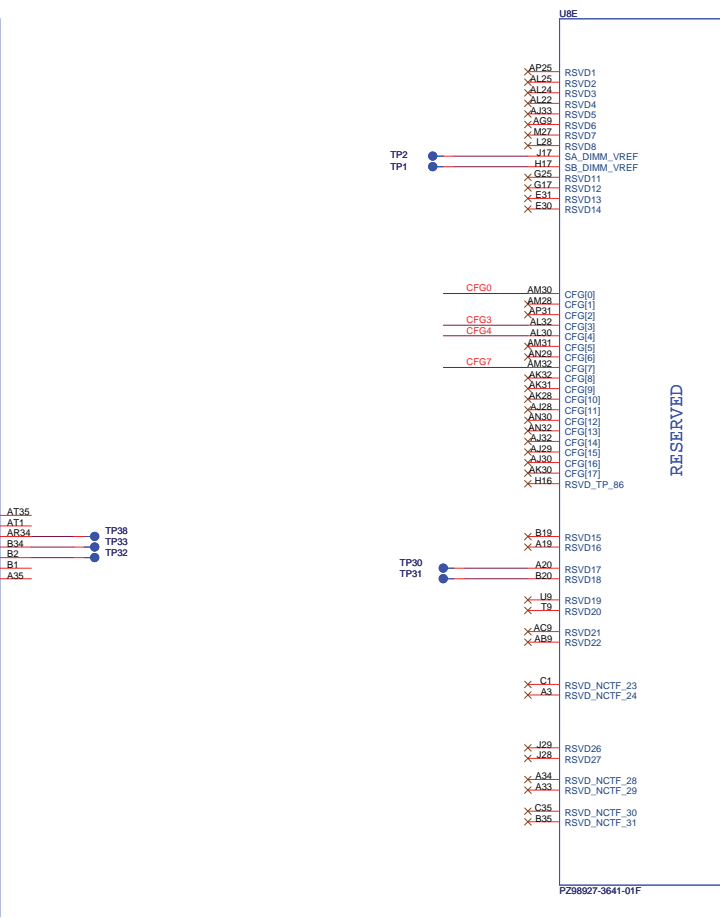 U8E
AP25 RSVD1
AL25 RSVD2
AL24 RSVD3
AL22 RSVD4
AJ33 RSVD5
AG9 RSVD6
M27 RSVD7
L28 RSVD8
TP2 J17 SA_DIMM_VREF
TP1 H17 SB_DIMM_VREF
G25 RSVD11
G17 RSVD12
E31 RSVD13
E30 RSVD14
CFG0 AM30 CFG[0]
AM28 CFG[1]
AP31 CFG[2]
CFG3 AL32 CFG[3]
CFG4 AL30 CFG[4]
AM31 CFG[5]
AN29 CFG[6]
CFG7 AM32 CFG[7]
AK32 CFG[8]
AK31 CFG[9]
AK28 CFG[10]
AJ28 CFG[11]
AN30 CFG[12]
AN32 CFG[13]
AJ32 CFG[14]
AJ29 CFG[15]
AJ30 CFG[16]
AK30 CFG[17]
H16 RSVD_TP_86
RESERVED
AT35
AT1
AR34 TP38
B34 TP33
B2 TP32
B1
A35
B19 RSVD15
A19 RSVD16
TP30 A20 RSVD17
TP31 B20 RSVD18
U9 RSVD19
T9 RSVD20
AC9 RSVD21
AB9 RSVD22
C1 RSVD_NCTF_23
A3 RSVD_NCTF_24
J29 RSVD26
J28 RSVD27
A34 RSVD_NCTF_28
A33 RSVD_NCTF_29
C35 RSVD_NCTF_30
B35 RSVD_NCTF_31
PZ98927-3641-01F